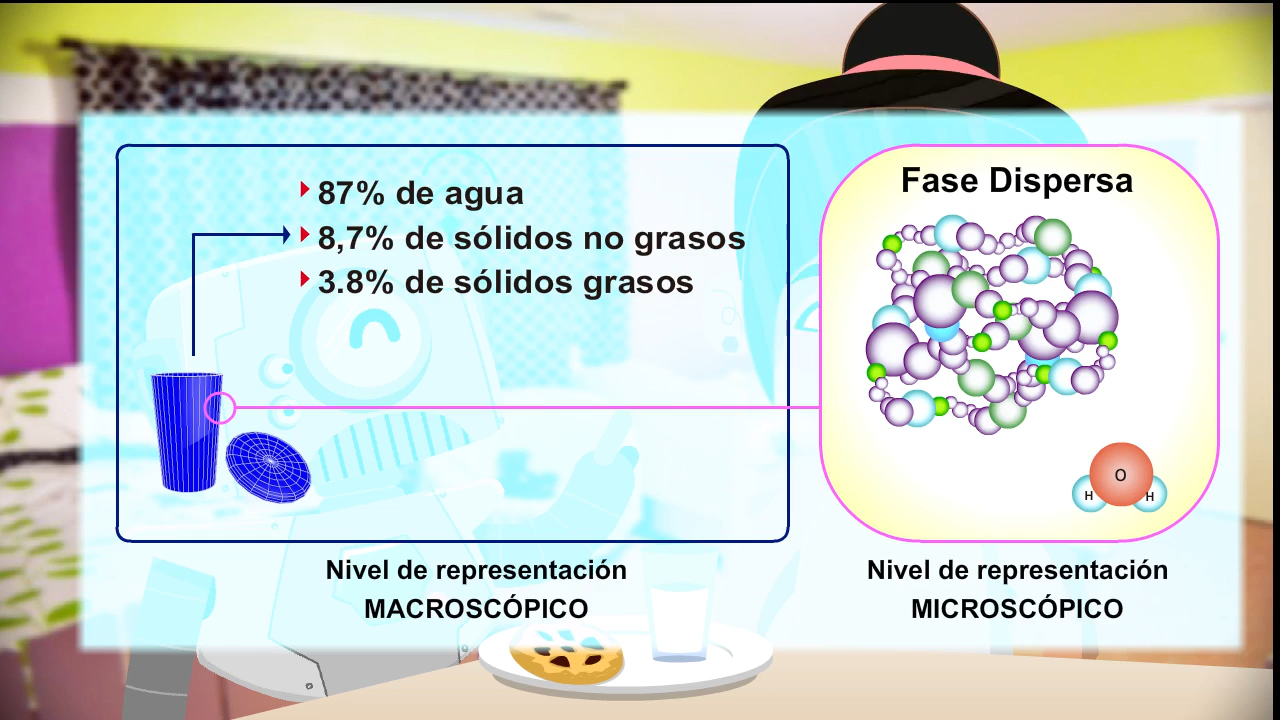 87% de agua
8,7% de sólidos no grasos
3.8% de sólidos grasos
Nivel de representación
MACROSCÓPICO
Fase Dispersa
O
H H
Nivel de representación
MICROSCÓPICO